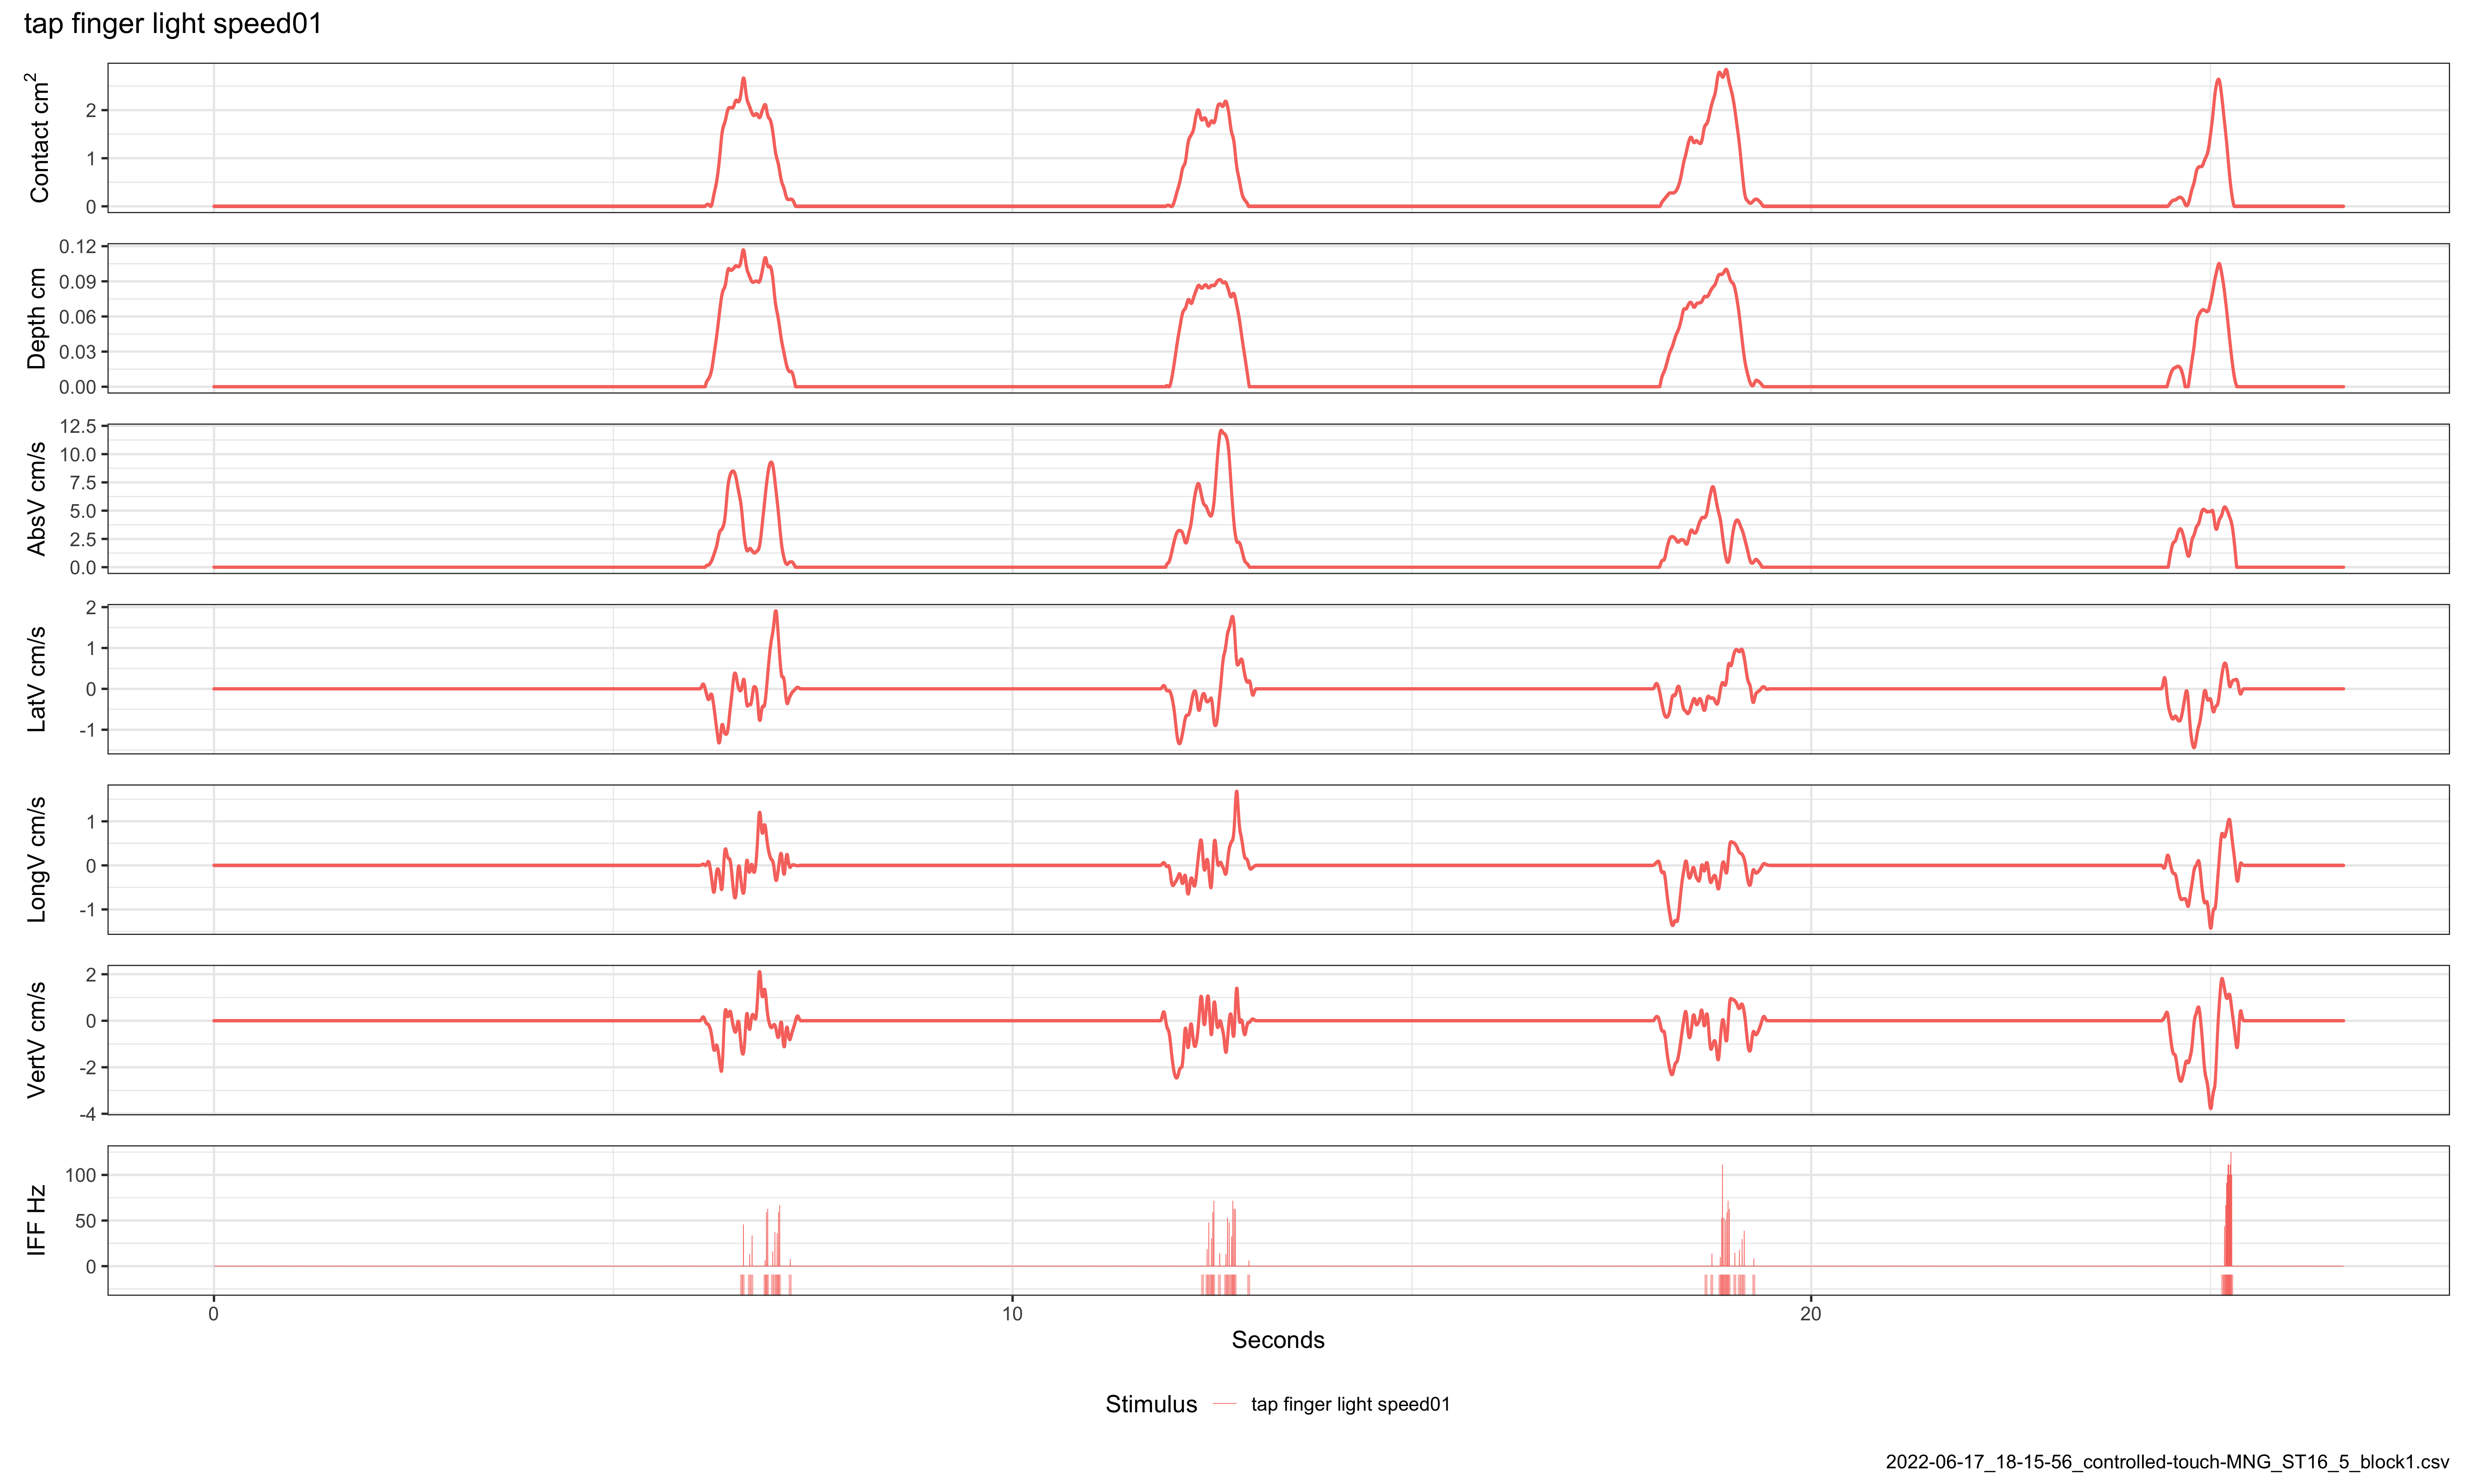 tap finger light speed01
Contact cm²
2
1
0
Depth cm
0.12
0.09
0.06
0.03
0.00
AbsV cm/s
12.5
10.0
7.5
5.0
2.5
0.0
LatV cm/s
2
1
0
-1
LongV cm/s
1
0
-1
VertV cm/s
2
0
-2
-4
IFF Hz
100
50
0
0 10 20
Seconds
Stimulus tap finger light speed01
2022-06-17_18-15-56_controlled-touch-MNG_ST16_5_block1.csv